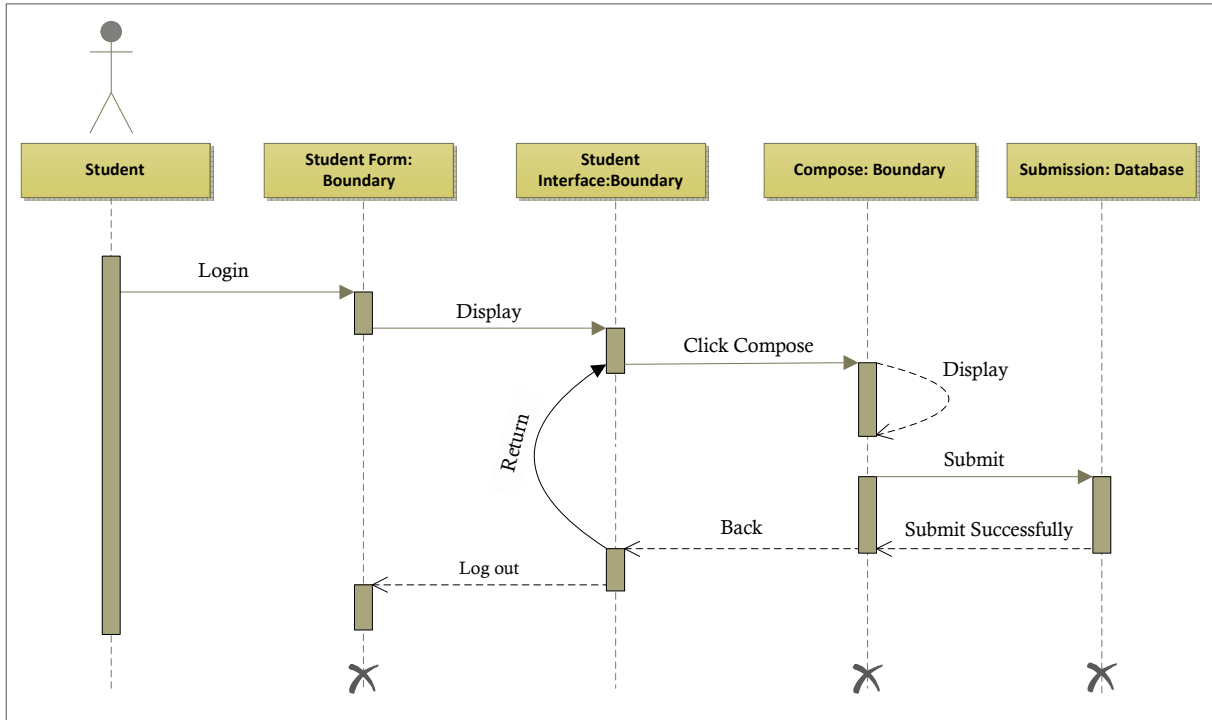 Student
Student Form:
Boundary
Student
Interface:Boundary
Compose: Boundary
Submission: Database
Login
Display
Click Compose
Display
Return
Submit
Back
Submit Successfully
Log out